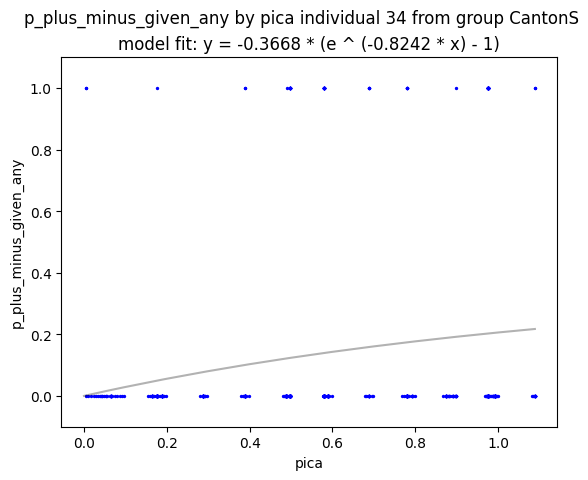 p_plus_minus_given_any by pica individual 34 from group CantonS
model fit: y = -0.3668 * (e ^ (-0.8242 * x) - 1)
1.0
0.8
0.6
0.4
0.2
0.0
p_plus_minus_given_any
0.0 0.2 0.4 0.6 0.8 1.0
pica